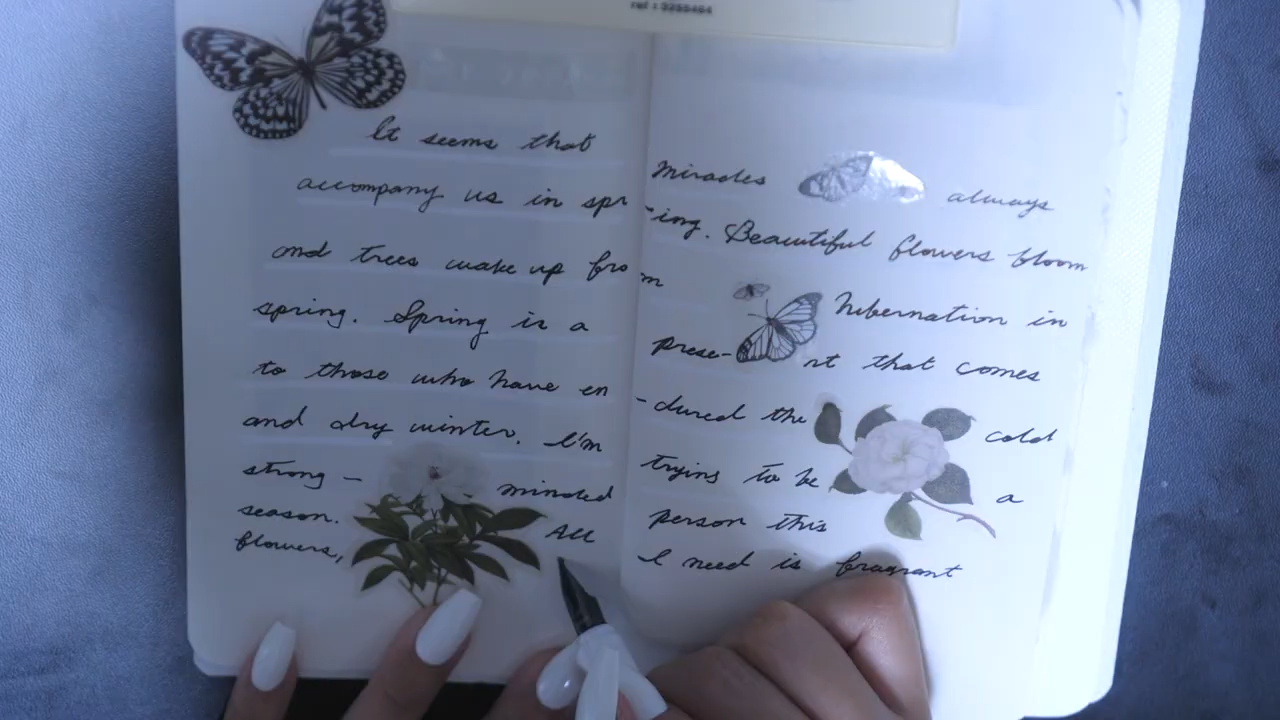 ref :
It seems that Miracles always
accompany us in spr-ing. Beautiful flowers bloom
and trees wake up from hibernation in
spring. Spring is a prese-nt that comes
to those who have en-dured the cold
and dry winter. I'm trying to be a
strong-minded person this
season. All I need is fragrant
flowers,